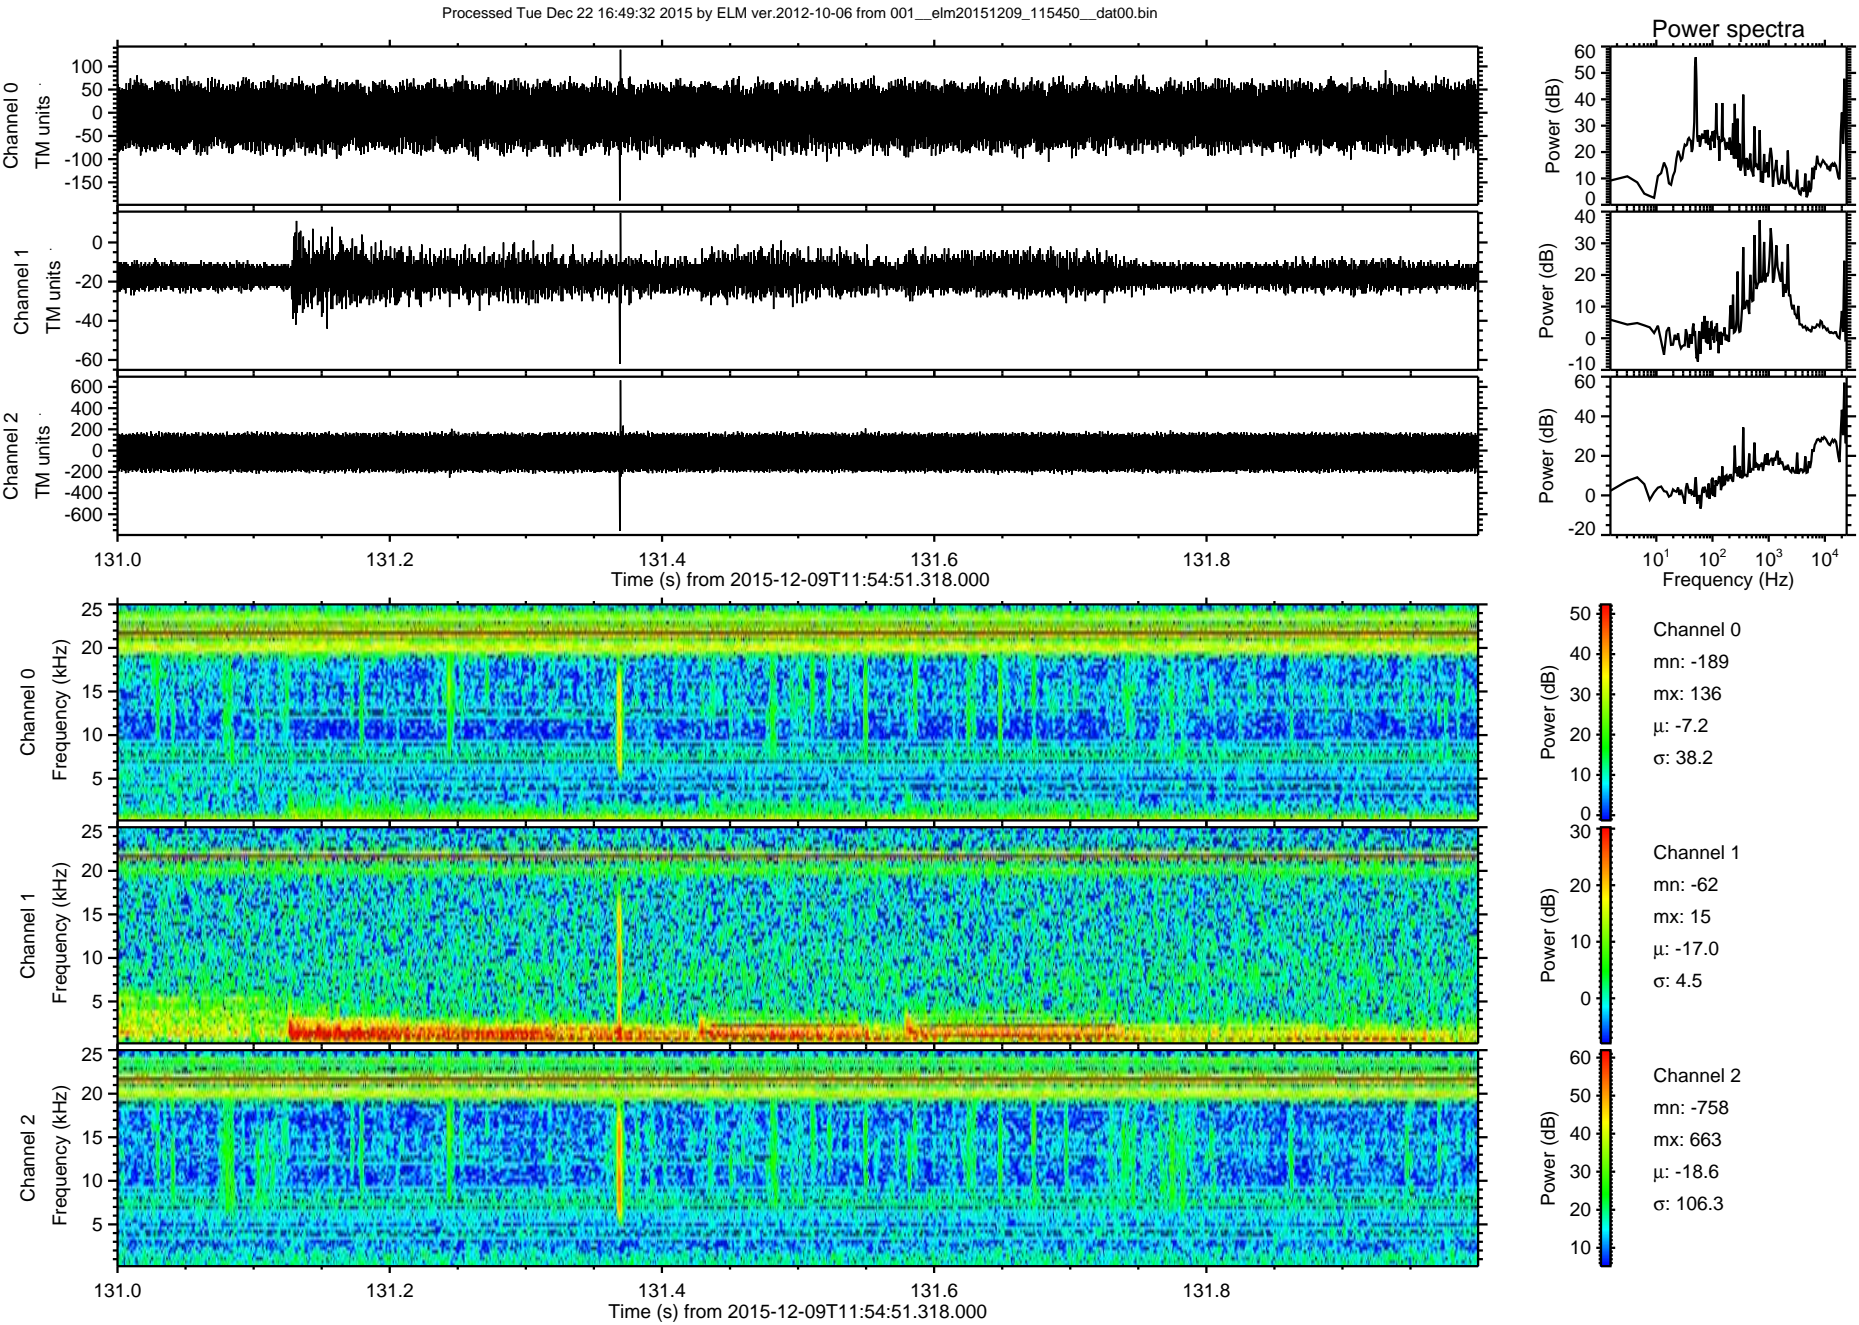 Processed Tue Dec 22 16:49:32 2015 by ELM ver.2012-10-06 from 001__elm20151209_115450__dat00.bin
Power spectra
Channel 0
TM units
100
50
0
-50
-100
-150
Power (dB)
60
50
40
30
20
10
0
Channel 1
TM units
0
-20
-40
-60
Power (dB)
40
30
20
10
0
-10
Channel 2
TM units
600
400
200
0
-200
-400
-600
Power (dB)
60
40
20
0
-20
131.0 131.2 131.4 131.6 131.8
Time (s) from 2015-12-09T11:54:51.318.000
10¹ 10² 10³ 10⁴
Frequency (Hz)
Channel 0
Frequency (kHz)
25
20
15
10
5
Power (dB)
50
40
30
20
10
0
Channel 0
mn: -189
mx: 136
μ: -7.2
σ: 38.2
Channel 1
Frequency (kHz)
25
20
15
10
5
Power (dB)
30
20
10
0
Channel 1
mn: -62
mx: 15
μ: -17.0
σ: 4.5
Channel 2
Frequency (kHz)
25
20
15
10
5
Power (dB)
60
50
40
30
20
10
Channel 2
mn: -758
mx: 663
μ: -18.6
σ: 106.3
131.0 131.2 131.4 131.6 131.8
Time (s) from 2015-12-09T11:54:51.318.000